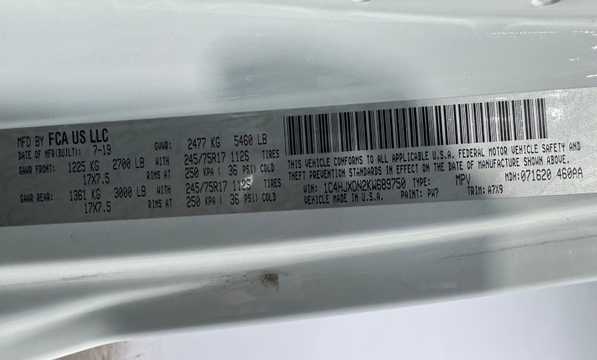 MFD BY FCA US LLC
DATE OF MFR(BUILT): 7-19 GVWR: 2477 KG 5460 LB
GAWR FRONT: 1225 KG 2700 LB 245/75R17 112S TIRES
17X7.5 RIMS AT 250 KPA ( 36 PSI) COLD
GAWR REAR: 1361 KG 3000 LB 245/75R17 112S TIRES
17X7.5 RIMS AT 250 KPA ( 36 PSI) COLD
THIS VEHICLE CONFORMS TO ALL APPLICABLE U.S.A. FEDERAL MOTOR VEHICLE SAFETY AND
THEFT PREVENTION STANDARDS IN EFFECT ON THE DATE OF MANUFACTURE SHOWN ABOVE.
VIN: 1C4HJXDN2KW689750 TYPE: MPV MDH: 071620 460AA
VEHICLE MADE IN U.S.A. PAINT: PW7 TRIM: A7X9